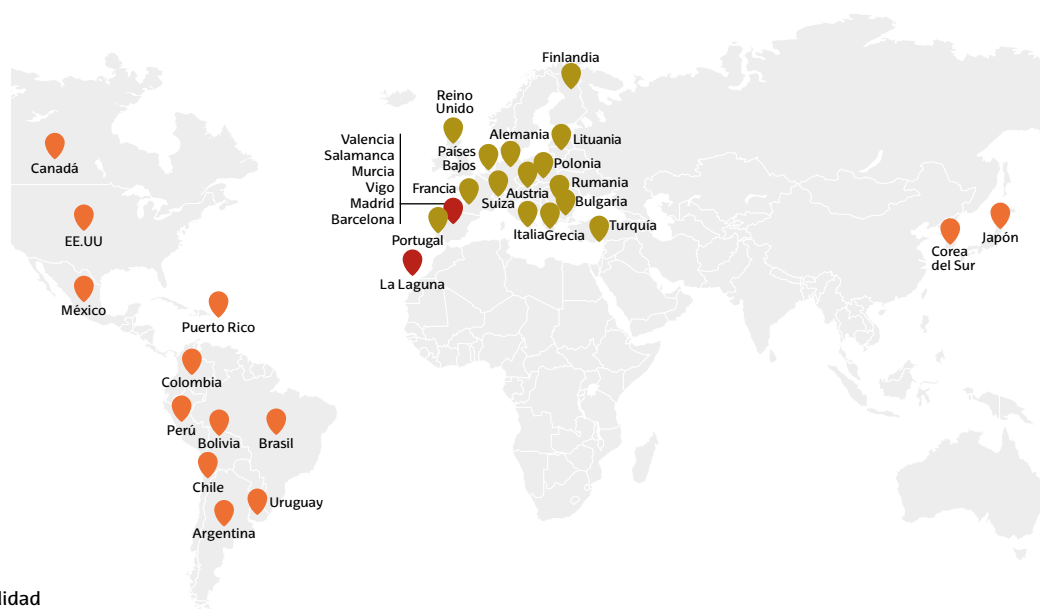 Finlandia
Reino
Unido
Valencia
Salamanca
Murcia
Vigo
Madrid
Barcelona
Alemania
Lituania
Países
Bajos
Polonia
Francia
Suiza
Austria
Rumania
Bulgaria
Portugal
Italia
Grecia
Turquía
La Laguna
Canadá
EE.UU
México
Puerto Rico
Colombia
Perú
Bolivia
Brasil
Chile
Uruguay
Argentina
Corea
del Sur
Japón
lidad